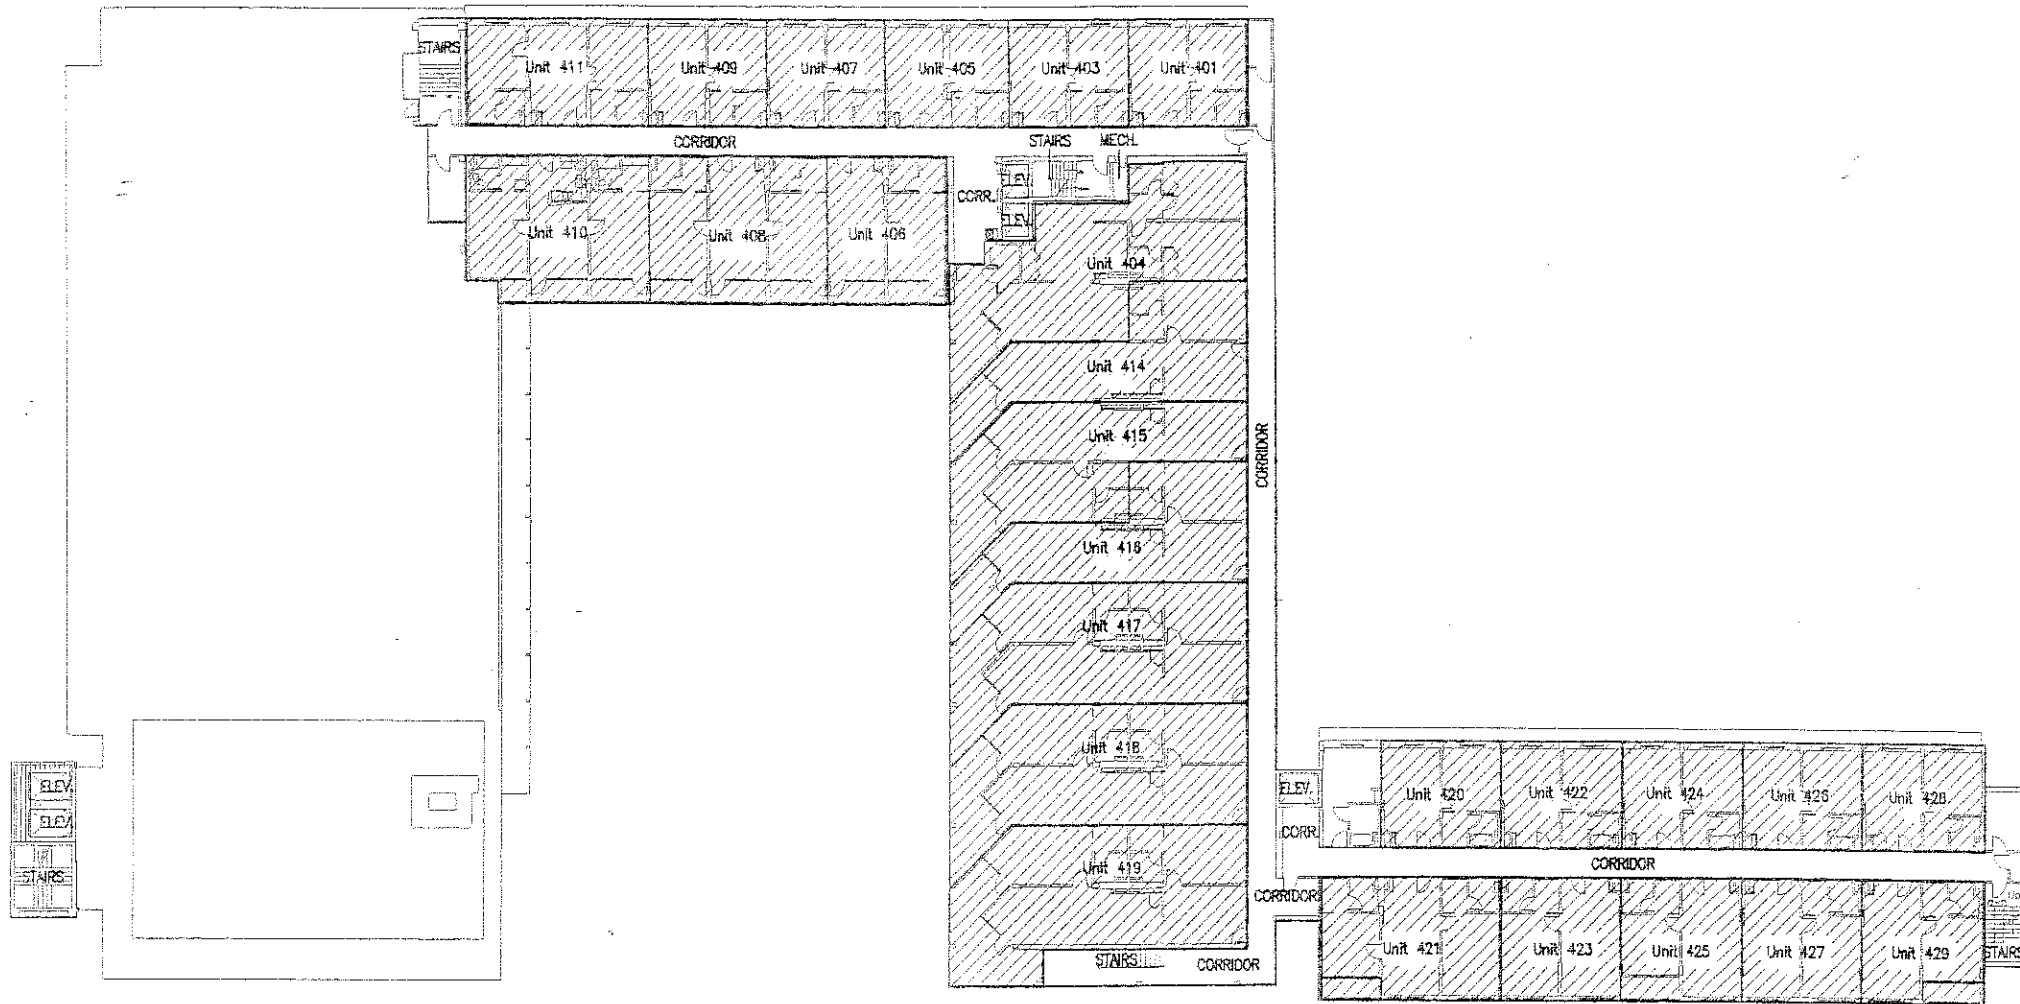 STAIRS
Unit 411
Unit 409
Unit 407
Unit 405
Unit 403
Unit 401
CORRIDOR
STAIRS
MECH.
ELEV.
CORR.
ELEV.
Unit 410
Unit 408
Unit 406
Unit 404
Unit 414
Unit 415
CORRIDOR
Unit 416
Unit 417
Unit 418
Unit 419
ELEV.
ELEV.
STAIRS
ELEV.
CORR.
Unit 420
Unit 422
Unit 424
Unit 426
Unit 428
CORRIDOR
CORRIDOR
Unit 421
Unit 423
Unit 425
Unit 427
Unit 429
STAIRS
STAIRS
CORRIDOR